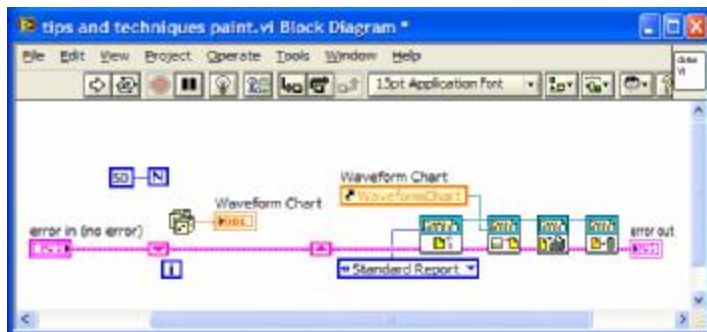 tips and techniques paint.vi Block Diagram *
File Edit View Project Operate Tools Window Help
13pt Application Font
50 N
Waveform Chart
Waveform Chart
WaveformChart
error in (no error)
error out
i
Standard Report